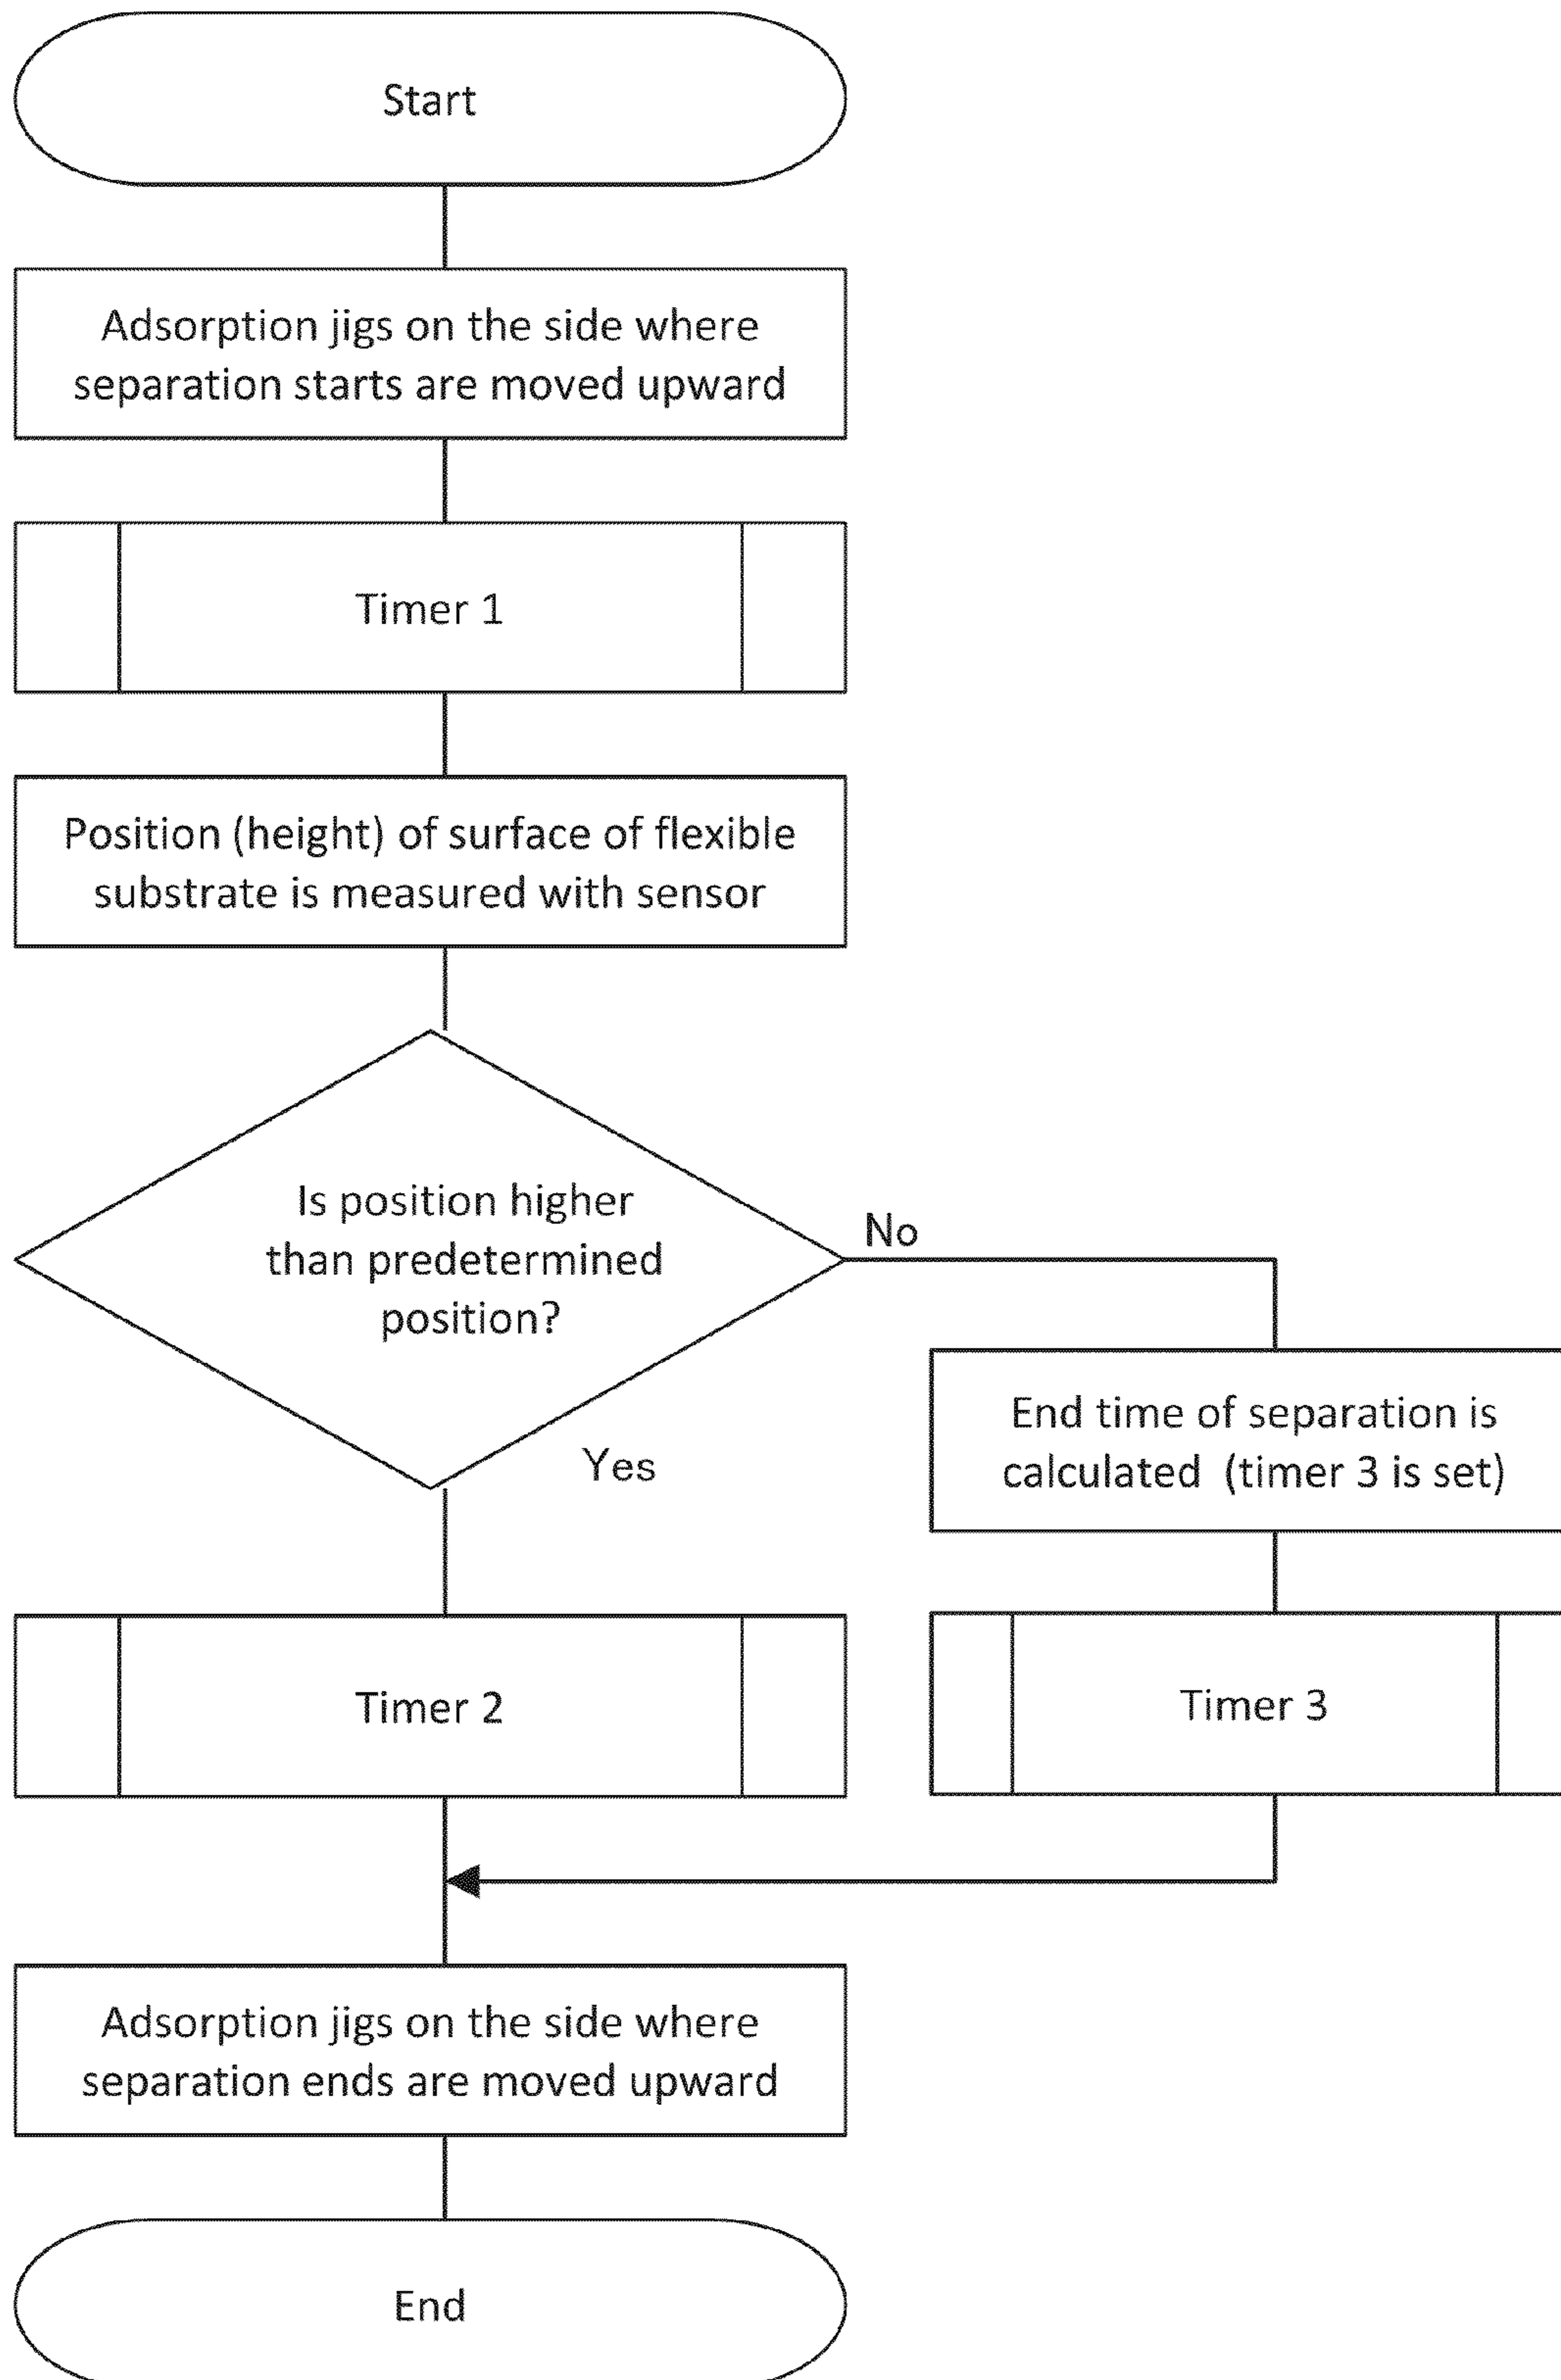 Start
Adsorption jigs on the side where
separation starts are moved upward
Timer 1
Position (height) of surface of flexible
substrate is measured with sensor
Is position higher
than predetermined
position?
No
Yes
End time of separation is
calculated  (timer 3 is set)
Timer 2
Timer 3
Adsorption jigs on the side where
separation ends are moved upward
End